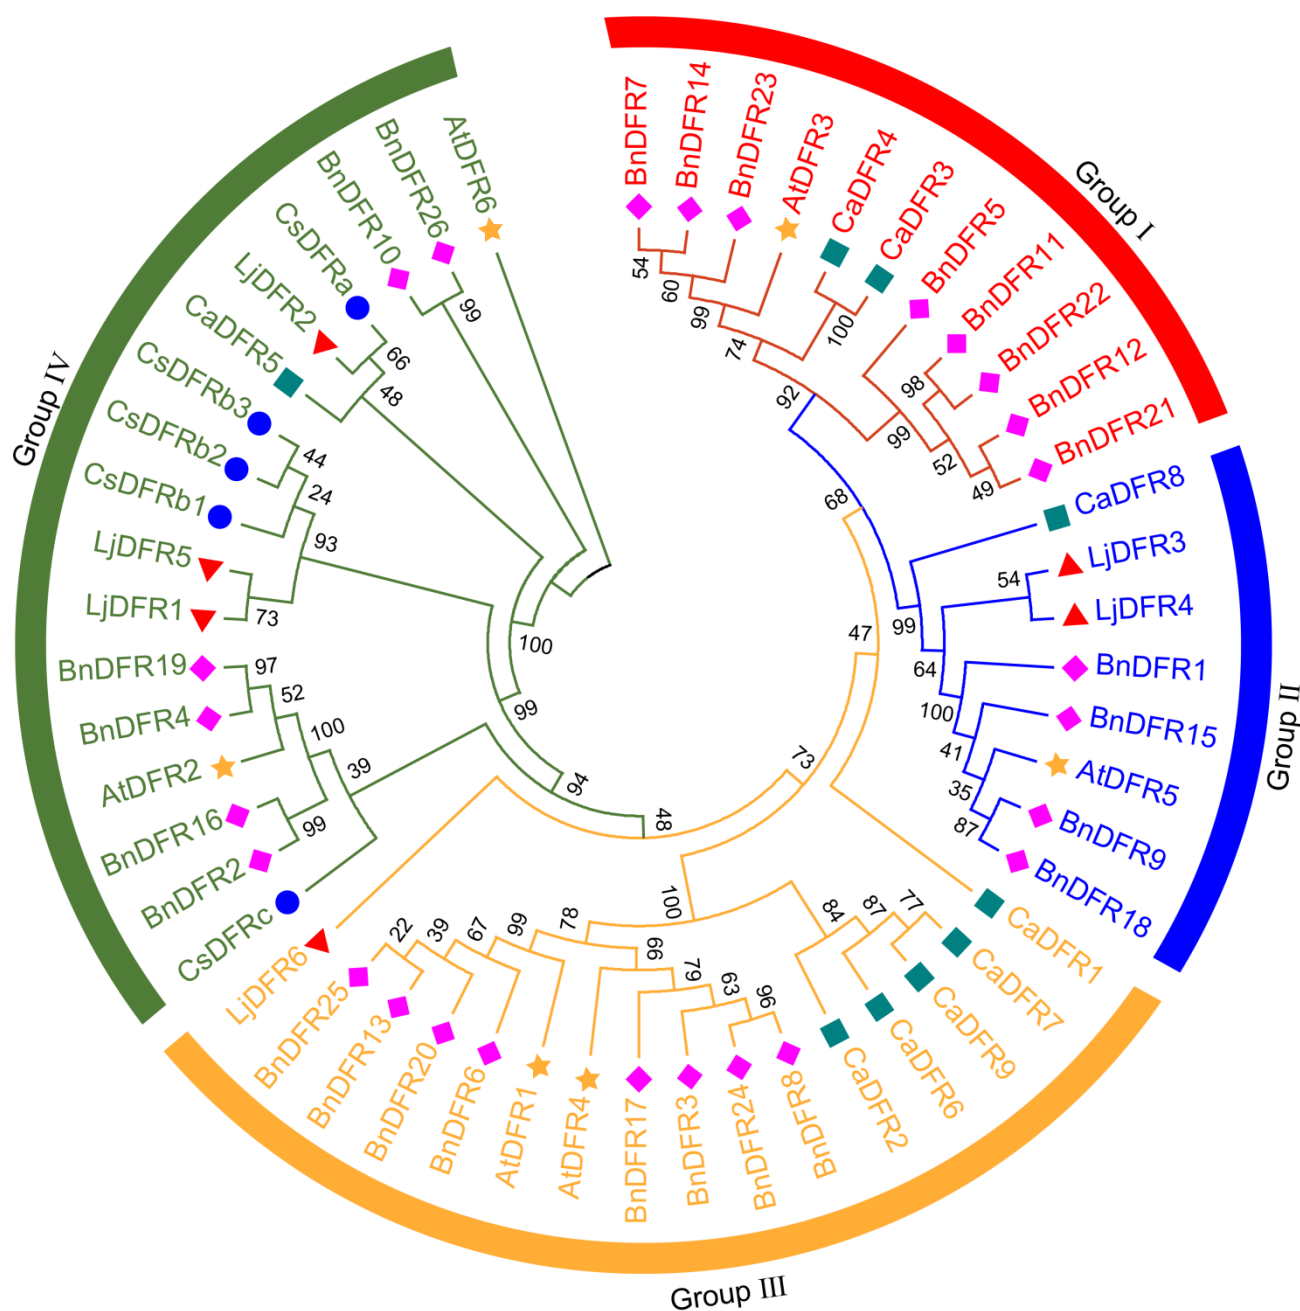 Group I
BnDFR7
BnDFR14
BnDFR23
AtDFR3
CaDFR4
CaDFR3
BnDFR5
BnDFR11
BnDFR22
BnDFR12
BnDFR21
54
60
99
74
100
92
98
99
52
49
68
Group II
CaDFR8
LjDFR3
LjDFR4
BnDFR1
BnDFR15
AtDFR5
BnDFR9
BnDFR18
54
99
64
100
41
35
87
47
73
Group III
CaDFR1
CaDFR7
CaDFR9
CaDFR6
CaDFR2
BnDFR8
BnDFR24
BnDFR3
BnDFR17
AtDFR4
AtDFR1
BnDFR6
BnDFR20
BnDFR13
BnDFR25
LjDFR6
77
87
84
100
96
63
79
66
78
99
67
39
22
48
Group IV
CsDFRc
BnDFR2
BnDFR16
AtDFR2
BnDFR4
BnDFR19
LjDFR1
LjDFR5
CsDFRb1
CsDFRb2
CsDFRb3
CaDFR5
LjDFR2
CsDFRa
BnDFR10
BnDFR26
AtDFR6
39
99
100
52
97
73
93
24
44
48
66
99
100
99
94